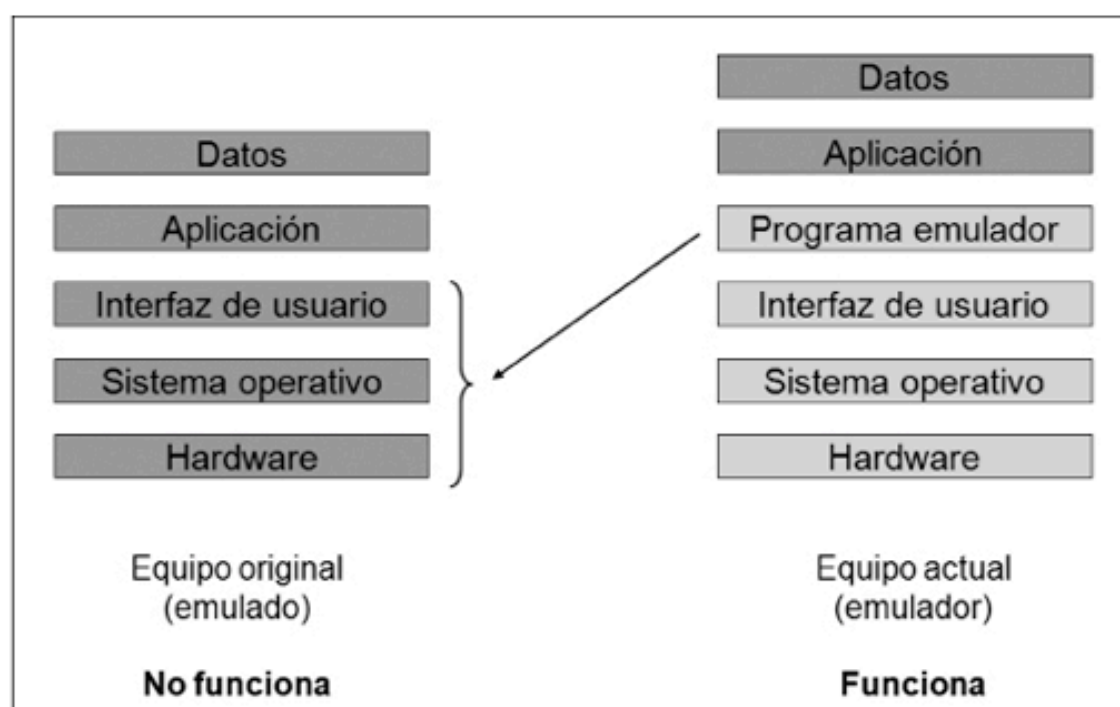 Datos
Aplicación
Interfaz de usuario
Sistema operativo
Hardware
Equipo original
(emulado)
No funciona
Datos
Aplicación
Programa emulador
Interfaz de usuario
Sistema operativo
Hardware
Equipo actual
(emulador)
Funciona